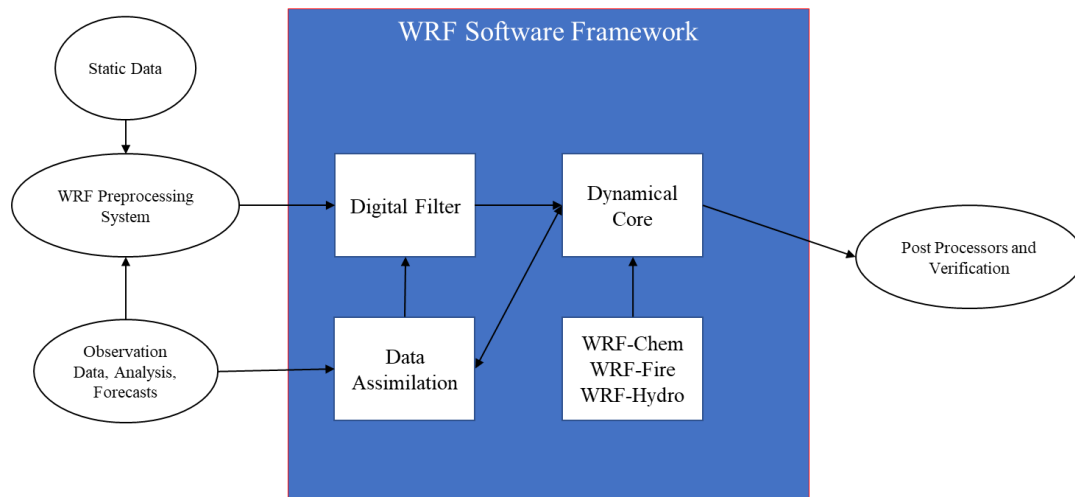 WRF Software Framework
Static Data
WRF Preprocessing
System
Digital Filter
Dynamical
Core
Post Processors and
Verification
Observation
Data, Analysis,
Forecasts
Data
Assimilation
WRF-Chem
WRF-Fire
WRF-Hydro